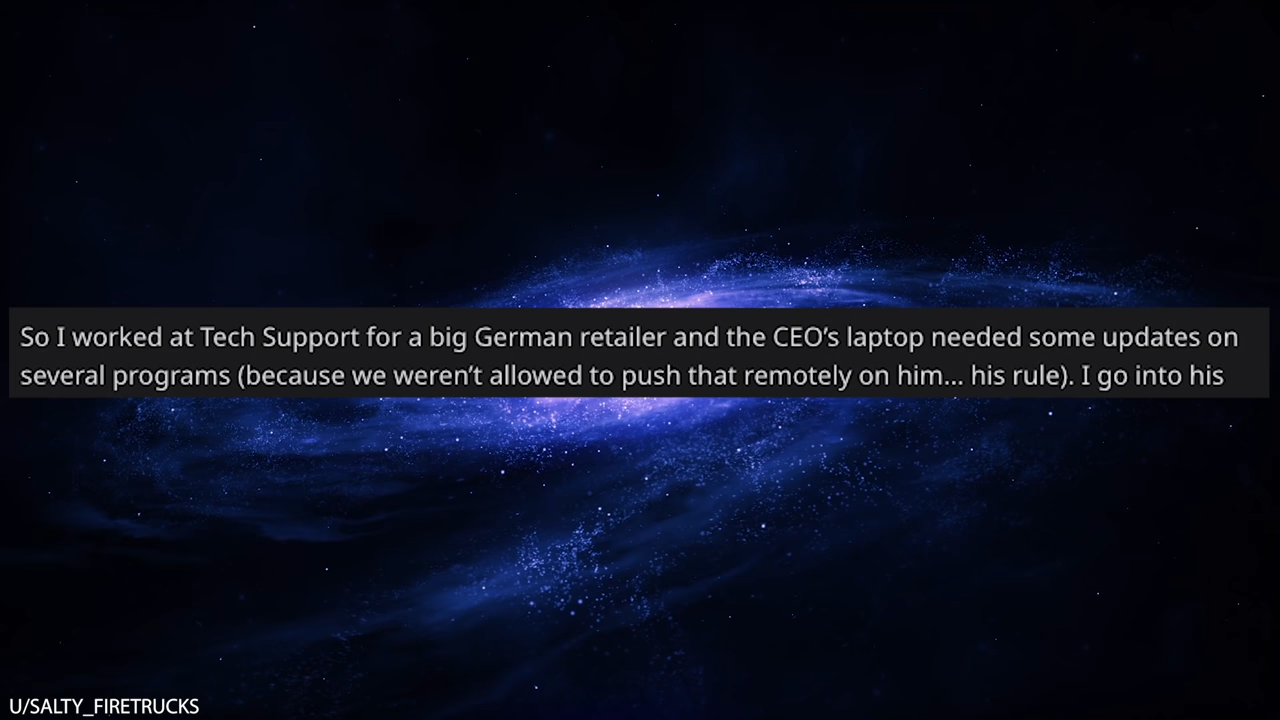 So I worked at Tech Support for a big German retailer and the CEO’s laptop needed some updates on
several programs (because we weren’t allowed to push that remotely on him... his rule). I go into his
U/SALTY_FIRETRUCKS